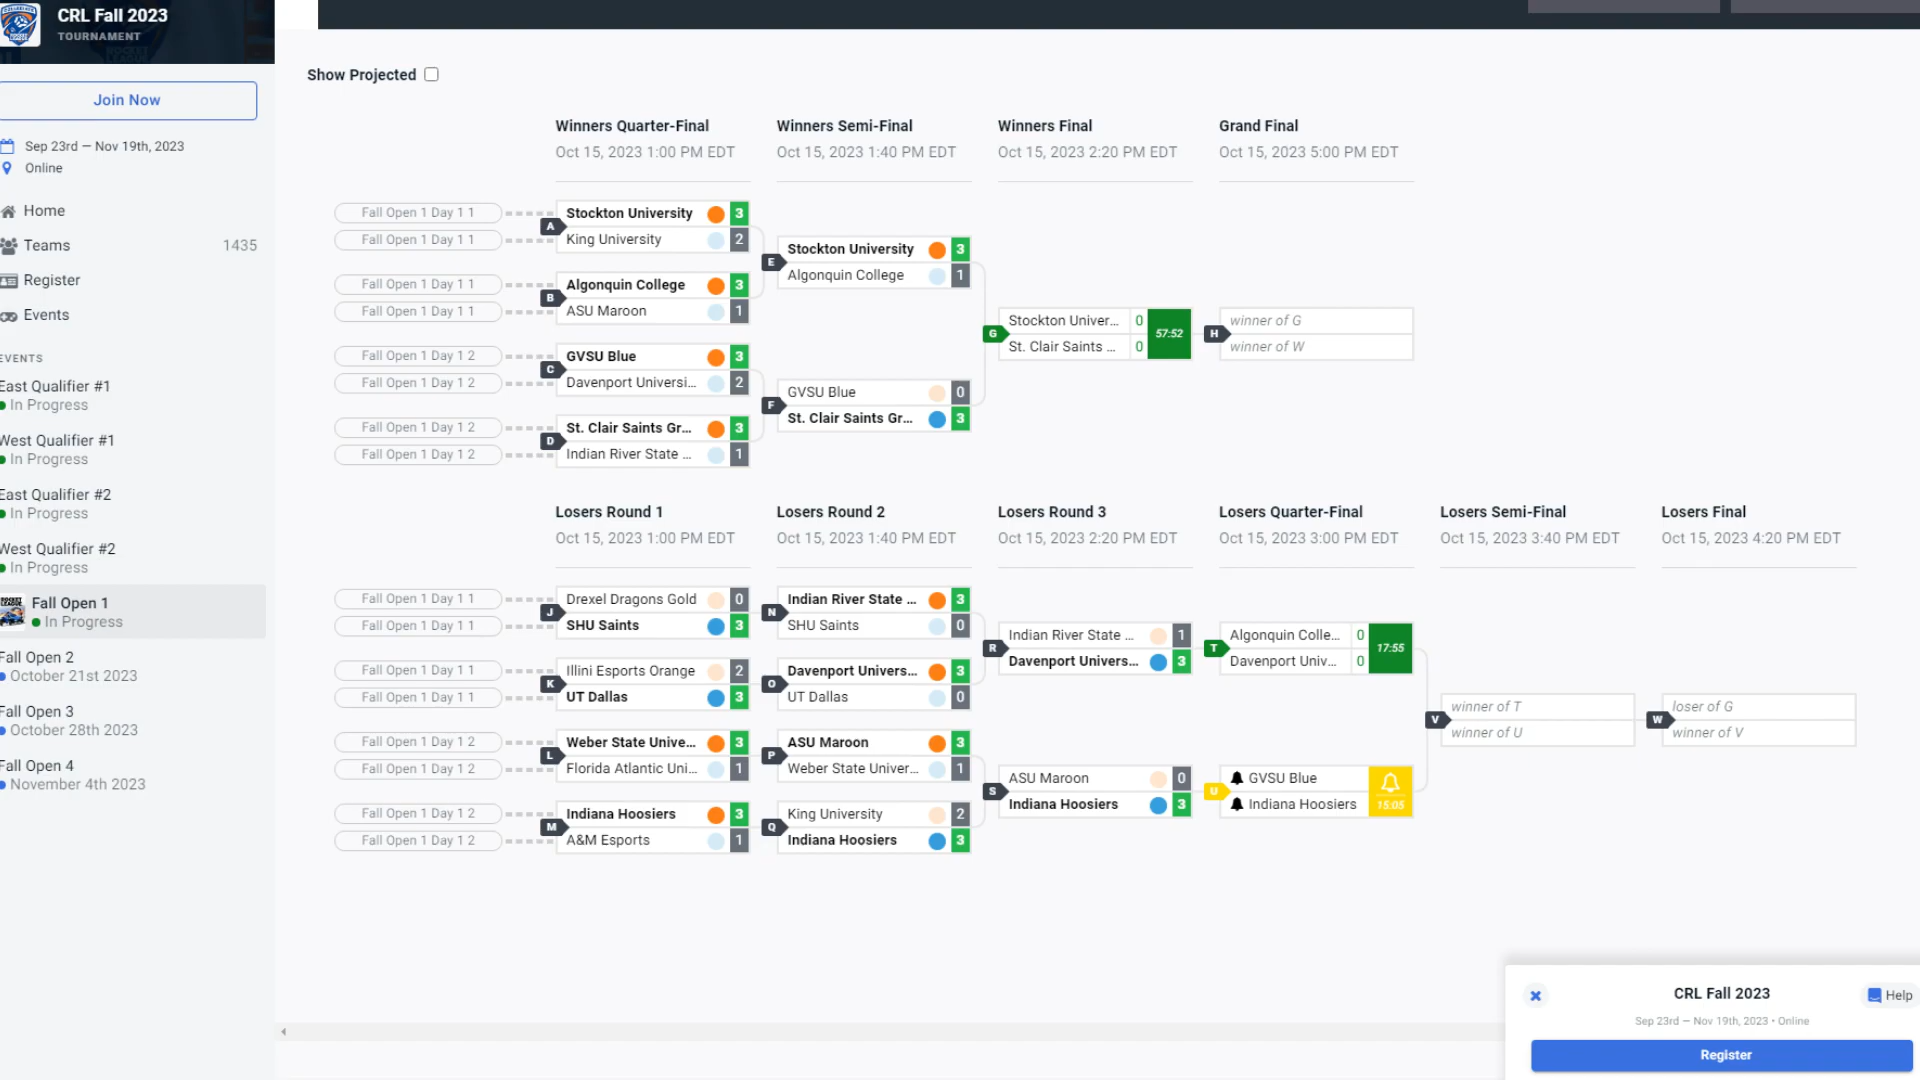 CRL Fall 2023
TOURNAMENT
Join Now
Sep 23rd — Nov 19th, 2023
Online
Home
Teams 1435
Register
Events
EVENTS
East Qualifier #1
In Progress
West Qualifier #1
In Progress
East Qualifier #2
In Progress
West Qualifier #2
In Progress
Fall Open 1
In Progress
Fall Open 2
October 21st 2023
Fall Open 3
October 28th 2023
Fall Open 4
November 4th 2023
Show Projected
Winners Quarter-Final
Oct 15, 2023 1:00 PM EDT
Winners Semi-Final
Oct 15, 2023 1:40 PM EDT
Winners Final
Oct 15, 2023 2:20 PM EDT
Grand Final
Oct 15, 2023 5:00 PM EDT
Fall Open 1 Day 1 1
Fall Open 1 Day 1 1
A
Stockton University 3
King University 2
Fall Open 1 Day 1 1
Fall Open 1 Day 1 1
B
Algonquin College 3
ASU Maroon 1
Fall Open 1 Day 1 2
Fall Open 1 Day 1 2
C
GVSU Blue 3
Davenport Universi... 2
Fall Open 1 Day 1 2
Fall Open 1 Day 1 2
D
St. Clair Saints Gr... 3
Indian River State ... 1
E
Stockton University 3
Algonquin College 1
F
GVSU Blue 0
St. Clair Saints Gr... 3
G
Stockton Univer... 0
St. Clair Saints ... 0
57:52
H
winner of G
winner of W
Losers Round 1
Oct 15, 2023 1:00 PM EDT
Losers Round 2
Oct 15, 2023 1:40 PM EDT
Losers Round 3
Oct 15, 2023 2:20 PM EDT
Losers Quarter-Final
Oct 15, 2023 3:00 PM EDT
Losers Semi-Final
Oct 15, 2023 3:40 PM EDT
Losers Final
Oct 15, 2023 4:20 PM EDT
Fall Open 1 Day 1 1
Fall Open 1 Day 1 1
J
Drexel Dragons Gold 0
SHU Saints 3
Fall Open 1 Day 1 1
Fall Open 1 Day 1 1
K
Illini Esports Orange 2
UT Dallas 3
Fall Open 1 Day 1 2
Fall Open 1 Day 1 2
L
Weber State Unive... 3
Florida Atlantic Uni... 1
Fall Open 1 Day 1 2
Fall Open 1 Day 1 2
M
Indiana Hoosiers 3
A&M Esports 1
N
Indian River State ... 3
SHU Saints 0
O
Davenport Univers... 3
UT Dallas 0
P
ASU Maroon 3
Weber State Univer... 1
Q
King University 2
Indiana Hoosiers 3
R
Indian River State ... 1
Davenport Univers... 3
S
ASU Maroon 0
Indiana Hoosiers 3
T
Algonquin Colle... 0
Davenport Univ... 0
17:55
U
GVSU Blue
Indiana Hoosiers
15:05
V
winner of T
winner of U
W
loser of G
winner of V
CRL Fall 2023
Help
Sep 23rd — Nov 19th, 2023 • Online
Register